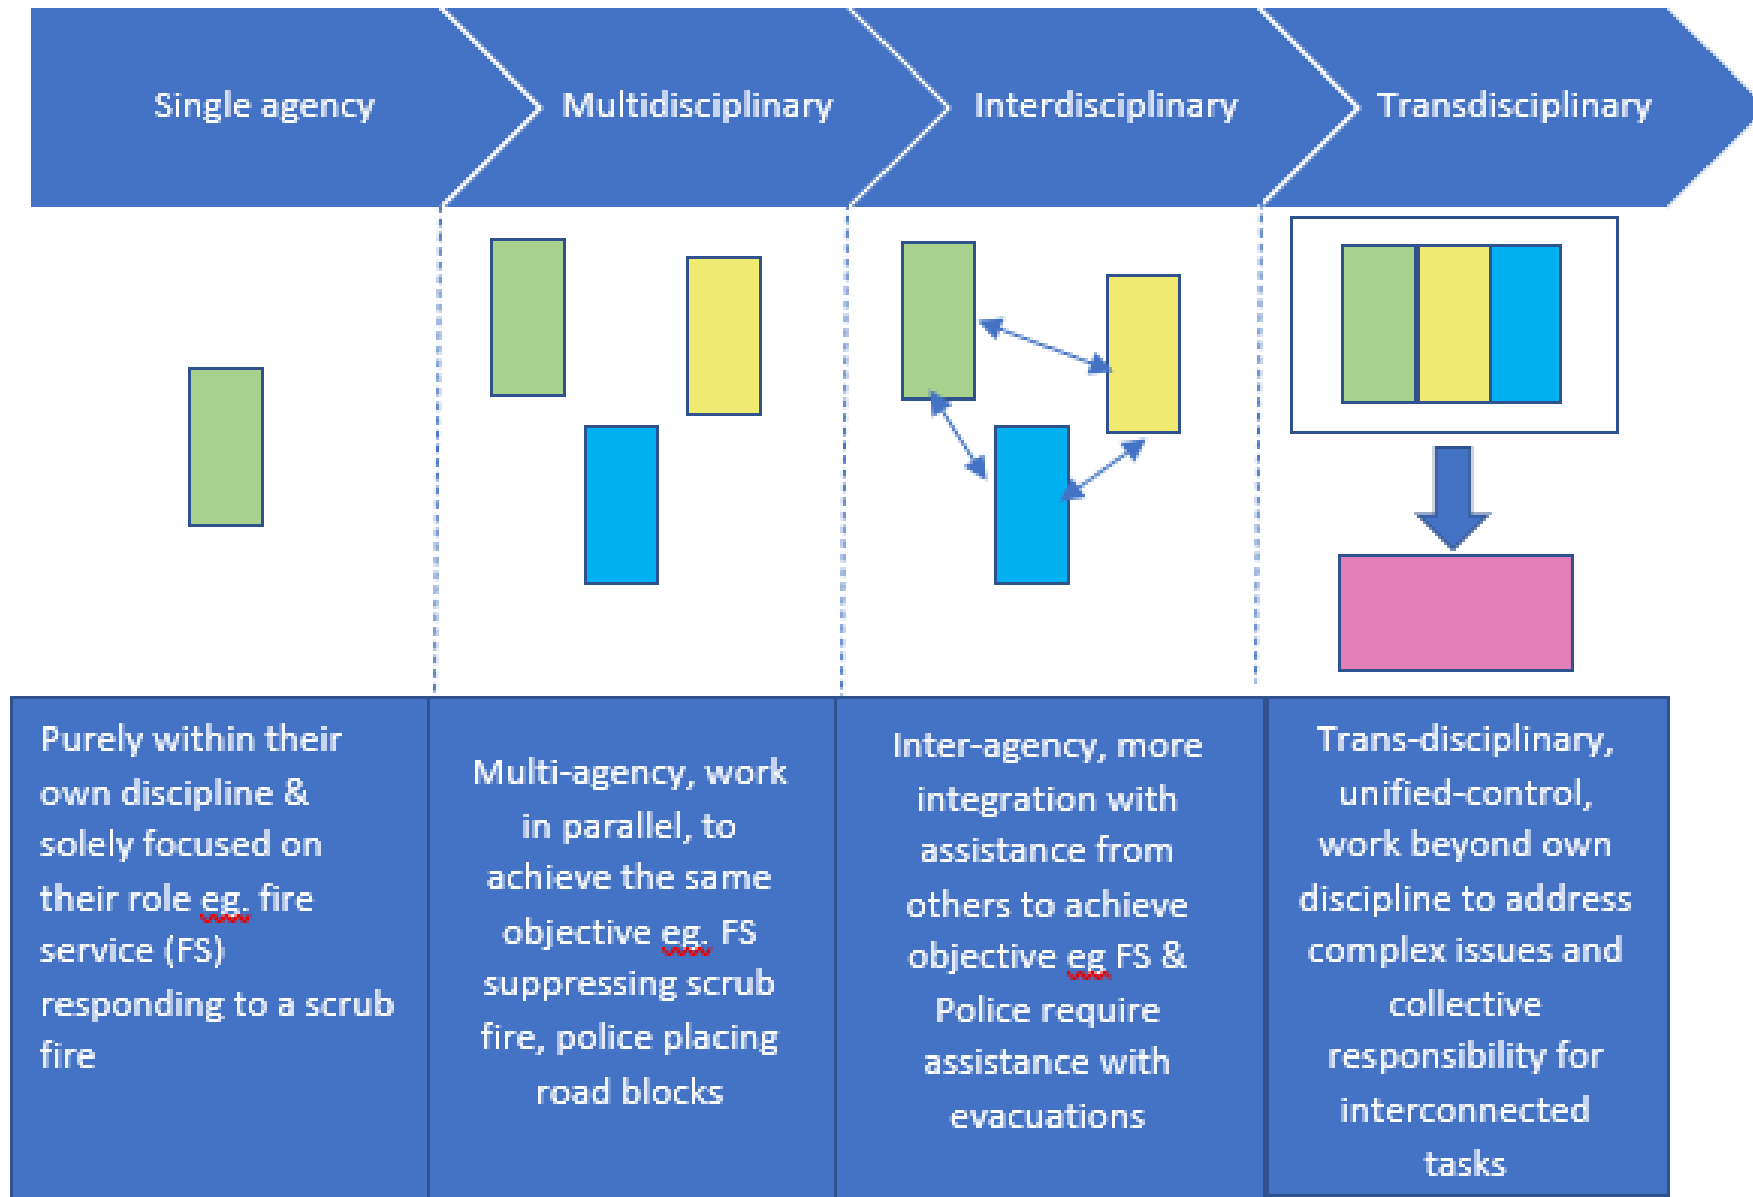 Single agency
Multidisciplinary
Interdisciplinary
Transdisciplinary
Purely within their
own discipline &
solely focused on
their role eg. fire
service (FS)
responding to a scrub
fire
Multi-agency, work
in parallel, to
achieve the same
objective eg. FS
suppressing scrub
fire, police placing
road blocks
Inter-agency, more
integration with
assistance from
others to achieve
objective eg FS &
Police require
assistance with
evacuations
Trans-disciplinary,
unified-control,
work beyond own
discipline to address
complex issues and
collective
responsibility for
interconnected
tasks